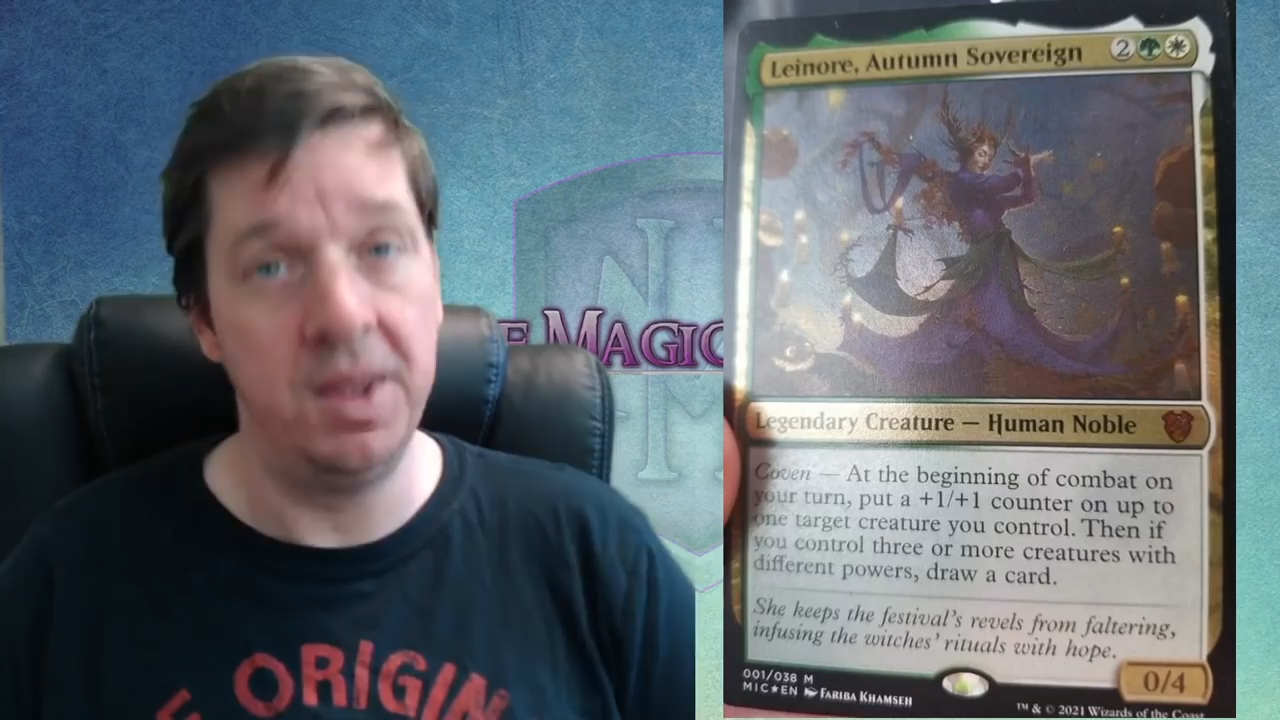 E MAGIC
ORIGIN
Leinore, Autumn Sovereign 2
Legendary Creature — Human Noble
Coven — At the beginning of combat on
your turn, put a +1/+1 counter on up to
one target creature you control. Then if
you control three or more creatures with
different powers, draw a card.
She keeps the festival's revels from faltering,
infusing the witches' rituals with hope.
0/4
001/038 M
MIC★EN FARIBA KHAMSEH
™ & © 2021 Wizards of the Coast